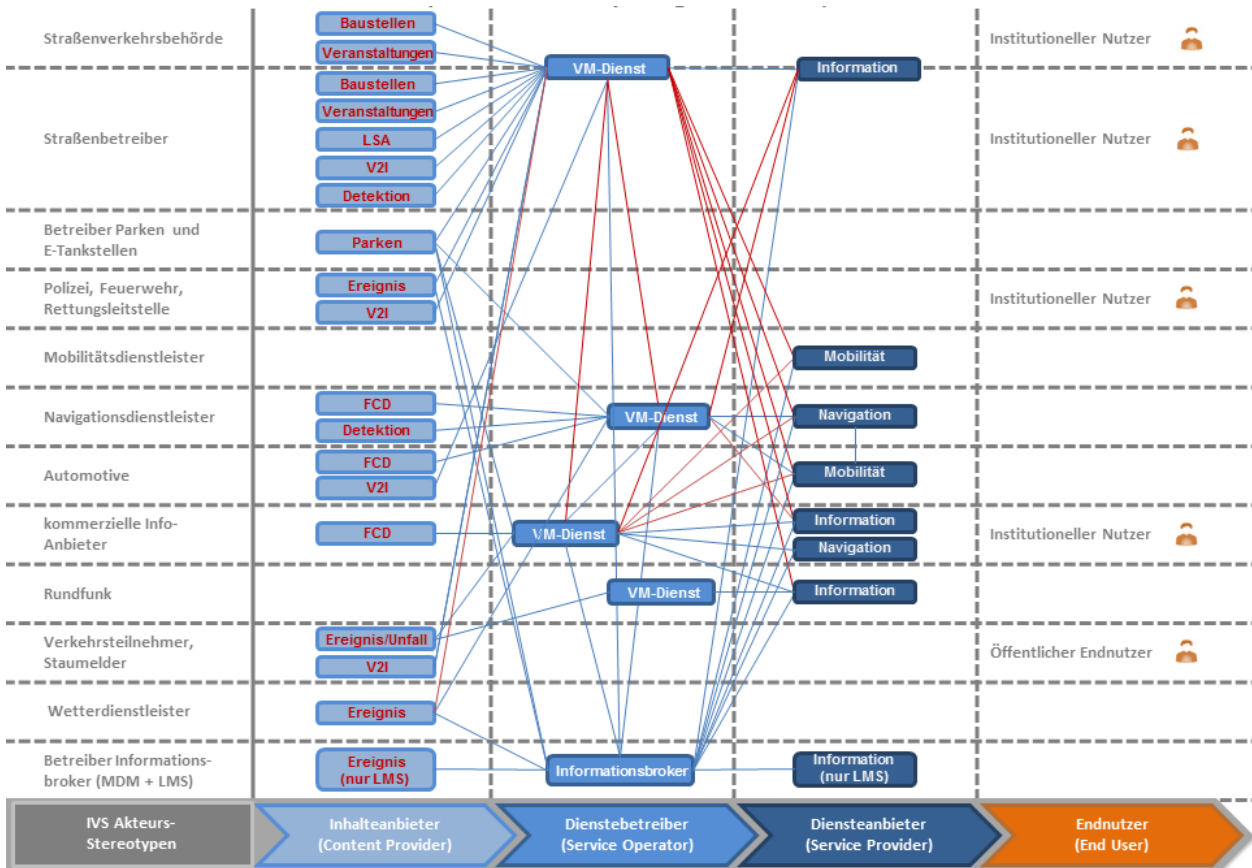 Straßenverkehrsbehörde
Baustellen
Veranstaltungen
Institutioneller Nutzer
VM-Dienst
Information
Straßenbetreiber
Baustellen
Veranstaltungen
LSA
V2I
Detektion
Institutioneller Nutzer
Betreiber Parken und
E-Tankstellen
Parken
Polizei, Feuerwehr,
Rettungsleitstelle
Ereignis
V2I
Institutioneller Nutzer
Mobilitätsdienstleister
Mobilität
Navigationsdienstleister
FCD
Detektion
VM-Dienst
Navigation
Automotive
FCD
V2I
Mobilität
kommerzielle Info-
Anbieter
FCD
VM-Dienst
Information
Navigation
Institutioneller Nutzer
Rundfunk
VM-Dienst
Information
Verkehrsteilnehmer,
Staumelder
Ereignis/Unfall
V2I
Öffentlicher Endnutzer
Wetterdienstleister
Ereignis
Betreiber Informations-
broker (MDM + LMS)
Ereignis
(nur LMS)
Informationsbroker
Information
(nur LMS)
IVS Akteurs-
Stereotypen
Inhalteanbieter
(Content Provider)
Dienstebetreiber
(Service Operator)
Diensteanbieter
(Service Provider)
Endnutzer
(End User)